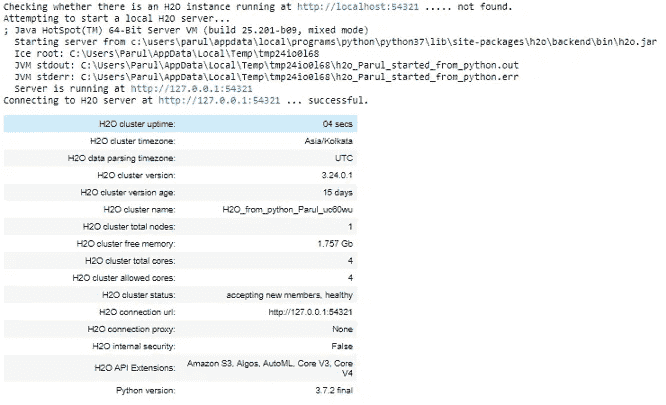 Checking whether there is an H2O instance running at http://localhost:54321 ..... not found.
Attempting to start a local H2O server...
; Java HotSpot(TM) 64-Bit Server VM (build 25.201-b09, mixed mode)
Starting server from c:\users\parul\appdata\local\programs\python\python37\lib\site-packages\h2o\backend\bin\h2o.jar
Ice root: C:\Users\Parul\AppData\Local\Temp\tmp24io0l68
JVM stdout: C:\Users\Parul\AppData\Local\Temp\tmp24io0l68\h2o_Parul_started_from_python.out
JVM stderr: C:\Users\Parul\AppData\Local\Temp\tmp24io0l68\h2o_Parul_started_from_python.err
Server is running at http://127.0.0.1:54321
Connecting to H2O server at http://127.0.0.1:54321 ... successful.
H2O cluster uptime: 04 secs
H2O cluster timezone: Asia/Kolkata
H2O data parsing timezone: UTC
H2O cluster version: 3.24.0.1
H2O cluster version age: 15 days
H2O cluster name: H2O_from_python_Parul_uc60wu
H2O cluster total nodes: 1
H2O cluster free memory: 1.757 Gb
H2O cluster total cores: 4
H2O cluster allowed cores: 4
H2O cluster status: accepting new members, healthy
H2O connection url: http://127.0.0.1:54321
H2O connection proxy: None
H2O internal security: False
H2O API Extensions: Amazon S3, Algos, AutoML, Core V3, Core
V4
Python version: 3.7.2 final